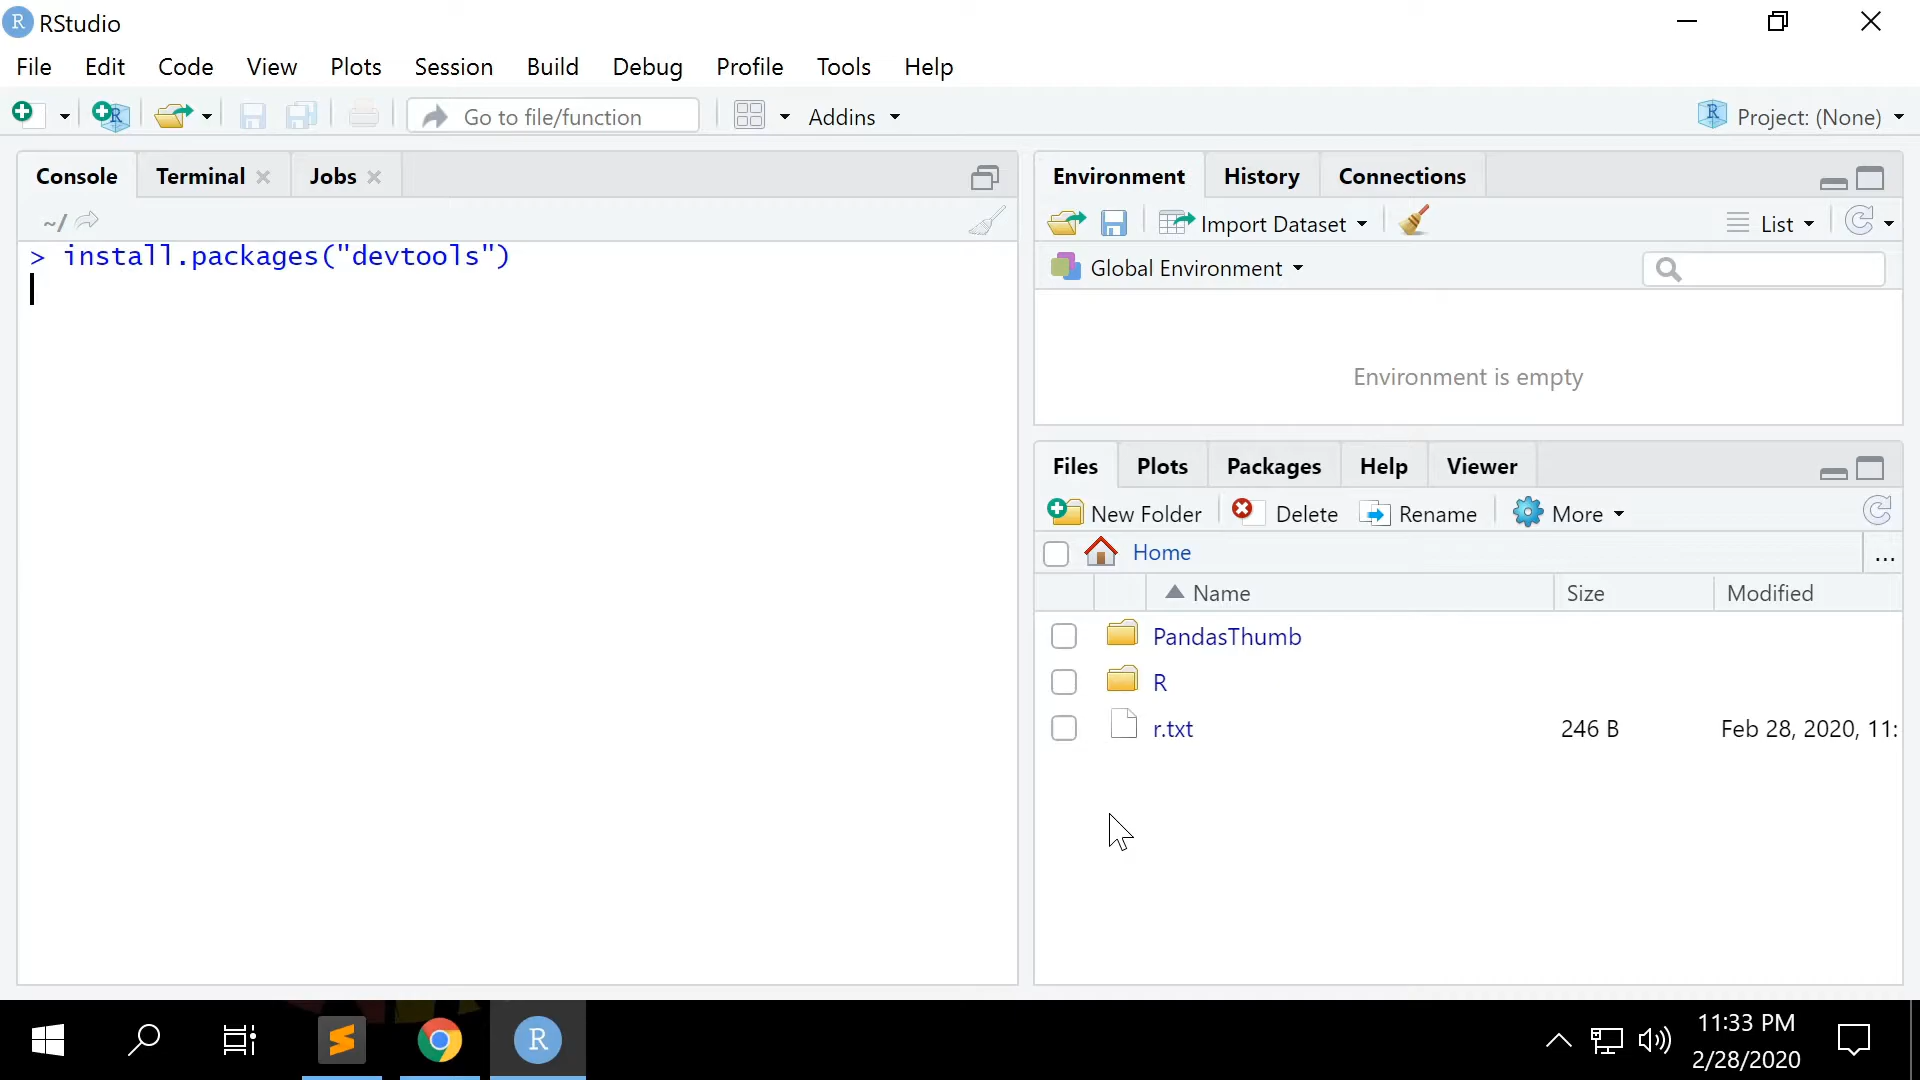 R RStudio
File Edit Code View Plots Session Build Debug Profile Tools Help
R Go to file/function Addins R Project: (None)
Console Terminal Jobs
~/
> install.packages("devtools")
Environment History Connections
Import Dataset List
Global Environment
Environment is empty
Files Plots Packages Help Viewer
New Folder Delete Rename More
Home ...
Name Size Modified
PandasThumb
R
r.txt 246 B Feb 28, 2020, 11:
R
11:33 PM
2/28/2020